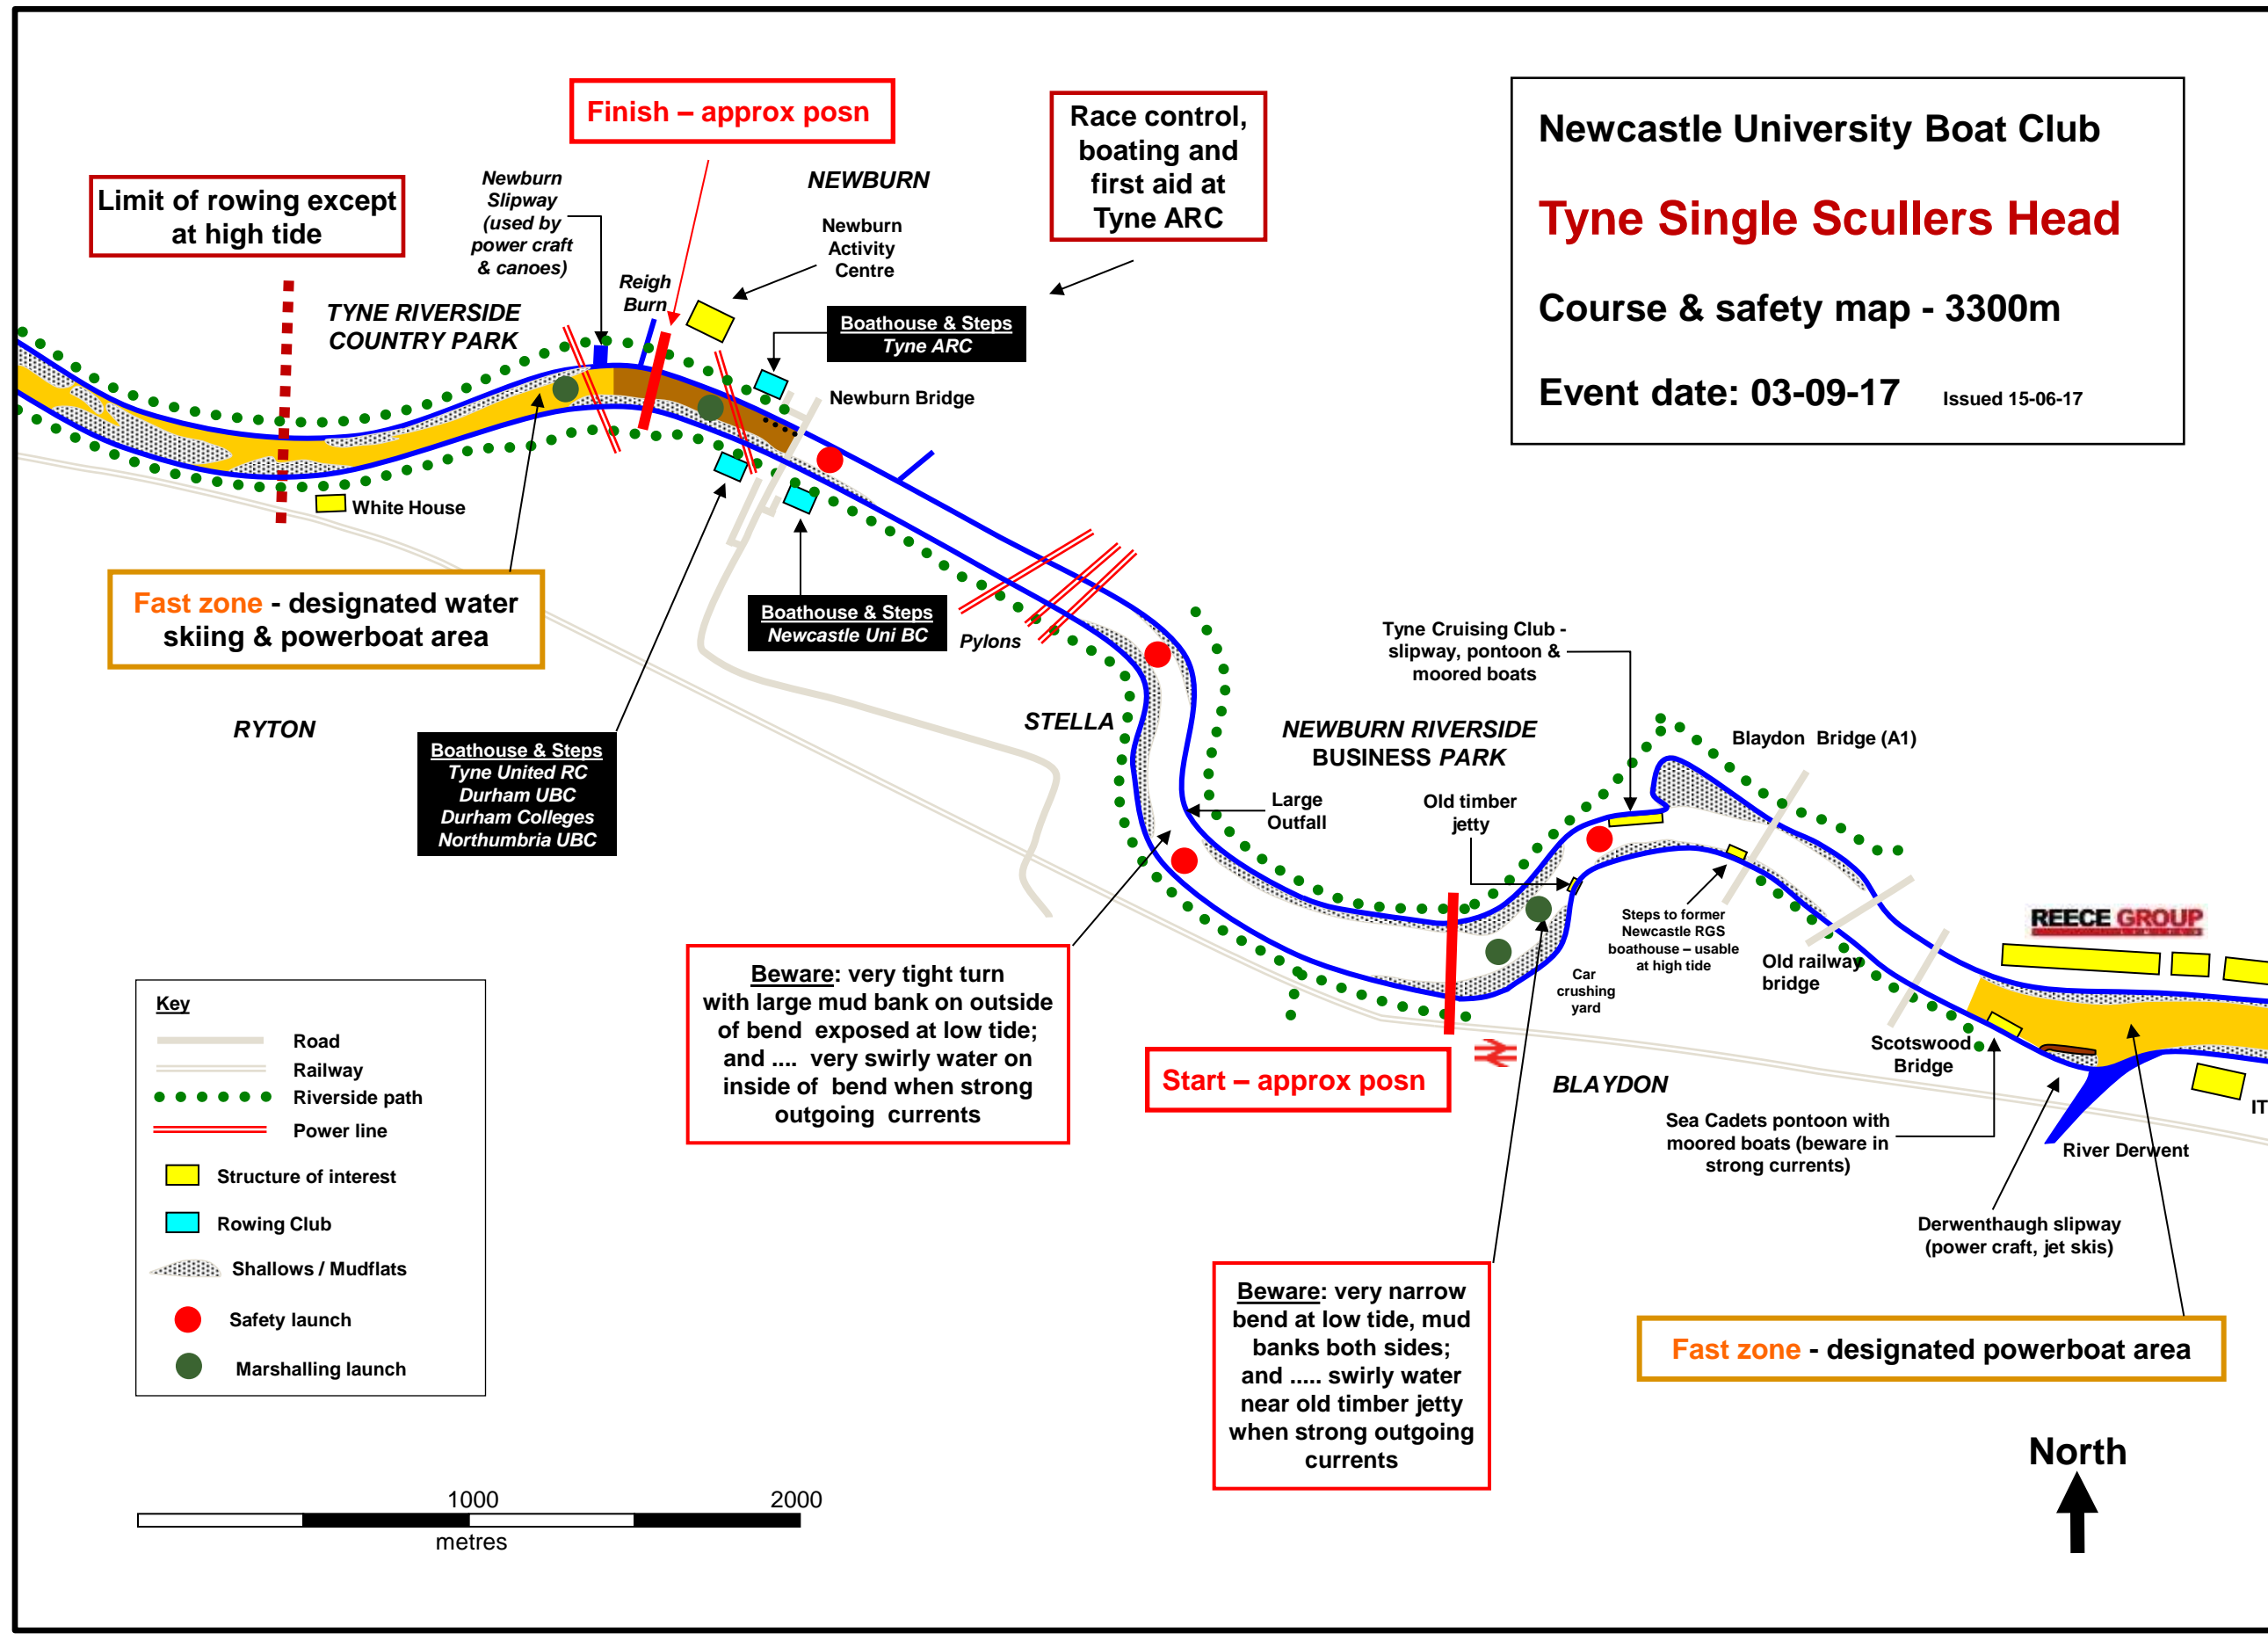 Newcastle University Boat Club
Tyne Single Scullers Head
Course & safety map - 3300m
Event date: 03-09-17 Issued 15-06-17
Finish – approx posn
Race control,
boating and
first aid at
Tyne ARC
Limit of rowing except
at high tide
Newburn
Slipway
(used by
power craft
& canoes)
NEWBURN
Newburn
Activity
Centre
Reigh
Burn
TYNE RIVERSIDE
COUNTRY PARK
Boathouse & Steps
Tyne ARC
Newburn Bridge
White House
Fast zone - designated water
skiing & powerboat area
Boathouse & Steps
Newcastle Uni BC
Pylons
RYTON
STELLA
Boathouse & Steps
Tyne United RC
Durham UBC
Durham Colleges
Northumbria UBC
Tyne Cruising Club -
slipway, pontoon &
moored boats
NEWBURN RIVERSIDE
BUSINESS PARK
Blaydon Bridge (A1)
Large
Outfall
Old timber
jetty
Steps to former
Newcastle RGS
boathouse – usable
at high tide
Car
crushing
yard
Old railway
bridge
REECE GROUP
Scotswood
Bridge
Beware: very tight turn
with large mud bank on outside
of bend exposed at low tide;
and .... very swirly water on
inside of bend when strong
outgoing currents
Start – approx posn
BLAYDON
Sea Cadets pontoon with
moored boats (beware in
strong currents)
IT
River Derwent
Derwenthaugh slipway
(power craft, jet skis)
Beware: very narrow
bend at low tide, mud
banks both sides;
and ..... swirly water
near old timber jetty
when strong outgoing
currents
Fast zone - designated powerboat area
Key
Road
Railway
Riverside path
Power line
Structure of interest
Rowing Club
Shallows / Mudflats
Safety launch
Marshalling launch
1000 2000
metres
North